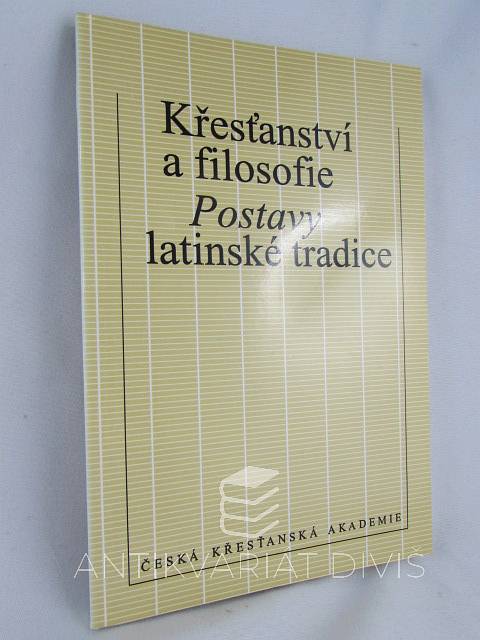 Křesťanství
a filosofie
Postavy
latinské tradice
ČESKÁ KŘESŤANSKÁ AKADEMIE
ANTIKVARIÁT DIVIŠ